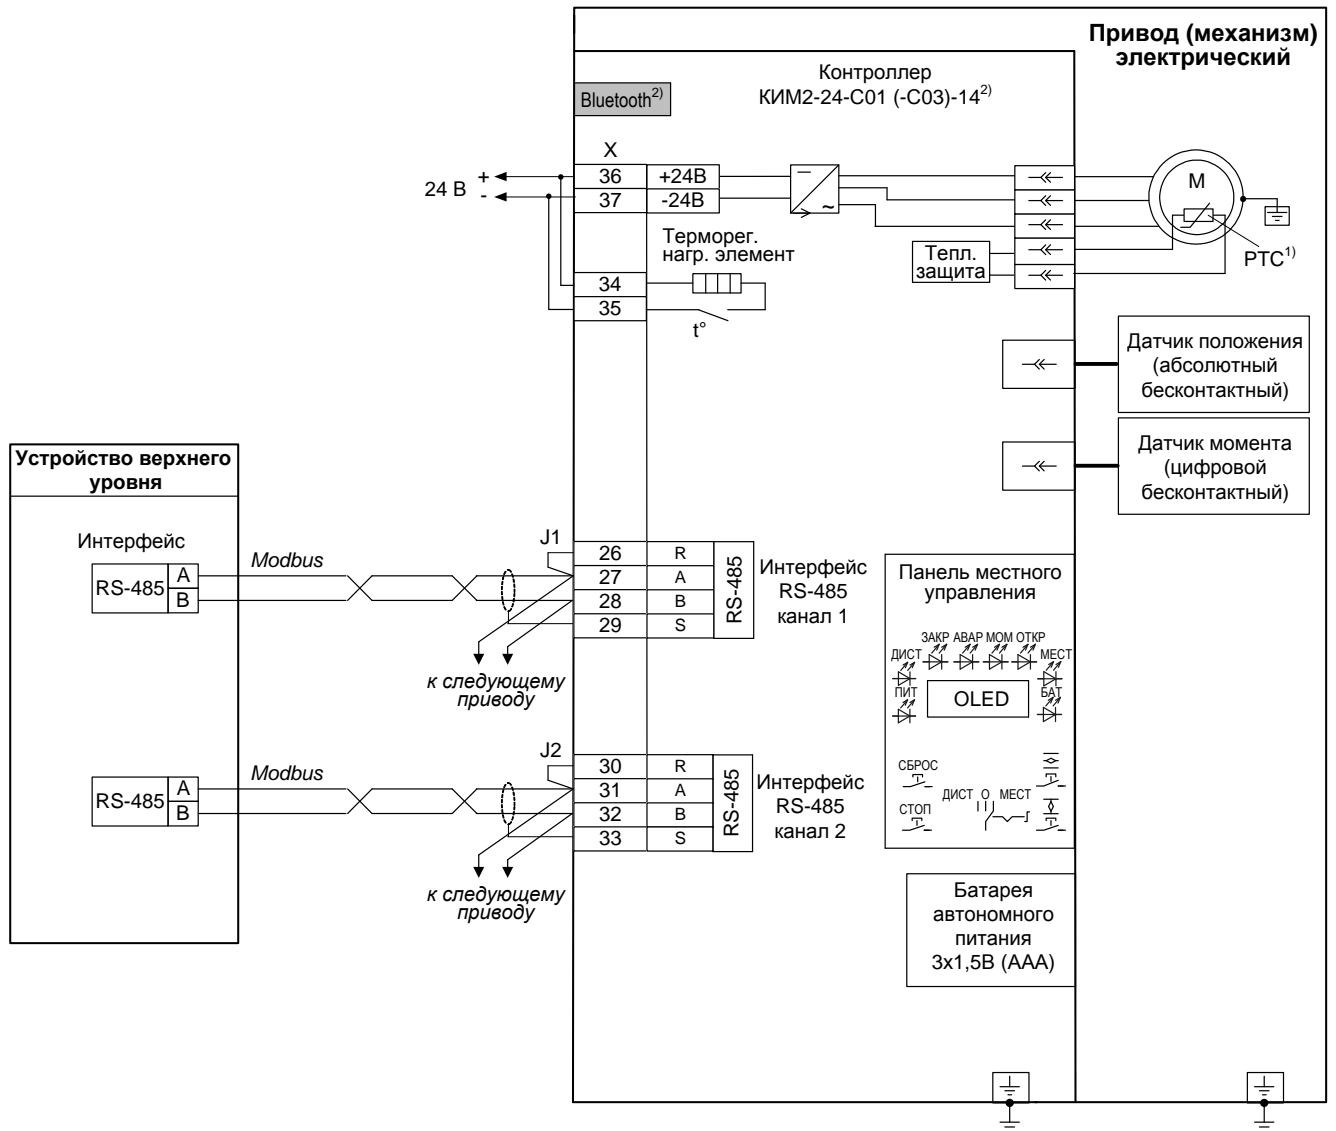 Привод (механизм)
электрический
Контроллер
КИМ2-24-С01 (-С03)-14²⁾
Bluetooth²⁾
X
24 В
+
-
36
+24В
37
-24В
Терморег.
нагр. элемент
34
35
t°
Тепл.
защита
M
~
РТС¹⁾
Датчик положения
(абсолютный
бесконтактный)
Датчик момента
(цифровой
бесконтактный)
Устройство верхнего
уровня
Интерфейс
RS-485
A
B
Modbus
J1
26
R
27
A
28
B
29
S
RS-485
Интерфейс
RS-485
канал 1
к следующему
приводу
RS-485
A
B
Modbus
J2
30
R
31
A
32
B
33
S
RS-485
Интерфейс
RS-485
канал 2
к следующему
приводу
Панель местного
управления
ЗАКР АВАР МОМ ОТКР
ДИСТ
МЕСТ
ПИТ
OLED
БАТ
СБРОС
ДИСТ О МЕСТ
СТОП
Батарея
автономного
питания
3х1,5В (ААА)